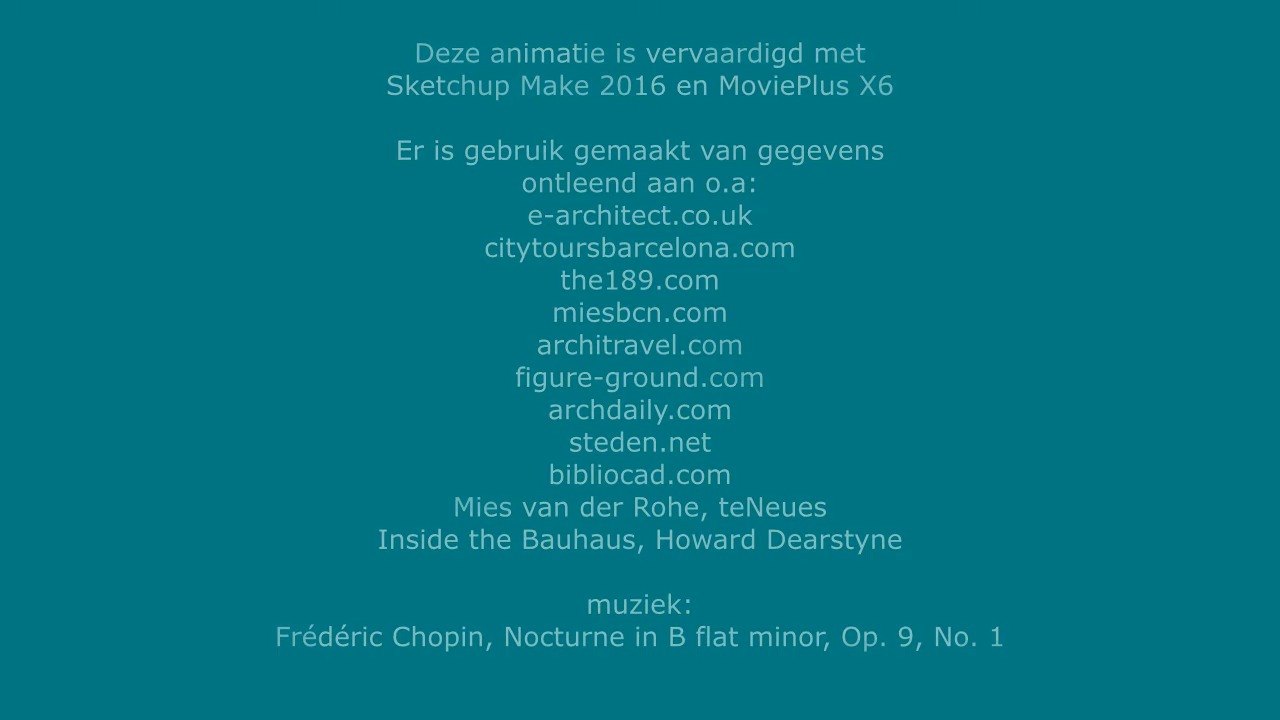 Deze animatie is vervaardigd met
Sketchup Make 2016 en MoviePlus X6
Er is gebruik gemaakt van gegevens
ontleend aan o.a:
e-architect.co.uk
citytoursbarcelona.com
the189.com
miesbcn.com
architravel.com
figure-ground.com
archdaily.com
steden.net
bibliocad.com
Mies van der Rohe, teNeues
Inside the Bauhaus, Howard Dearstyne
muziek:
Frédéric Chopin, Nocturne in B flat minor, Op. 9, No. 1